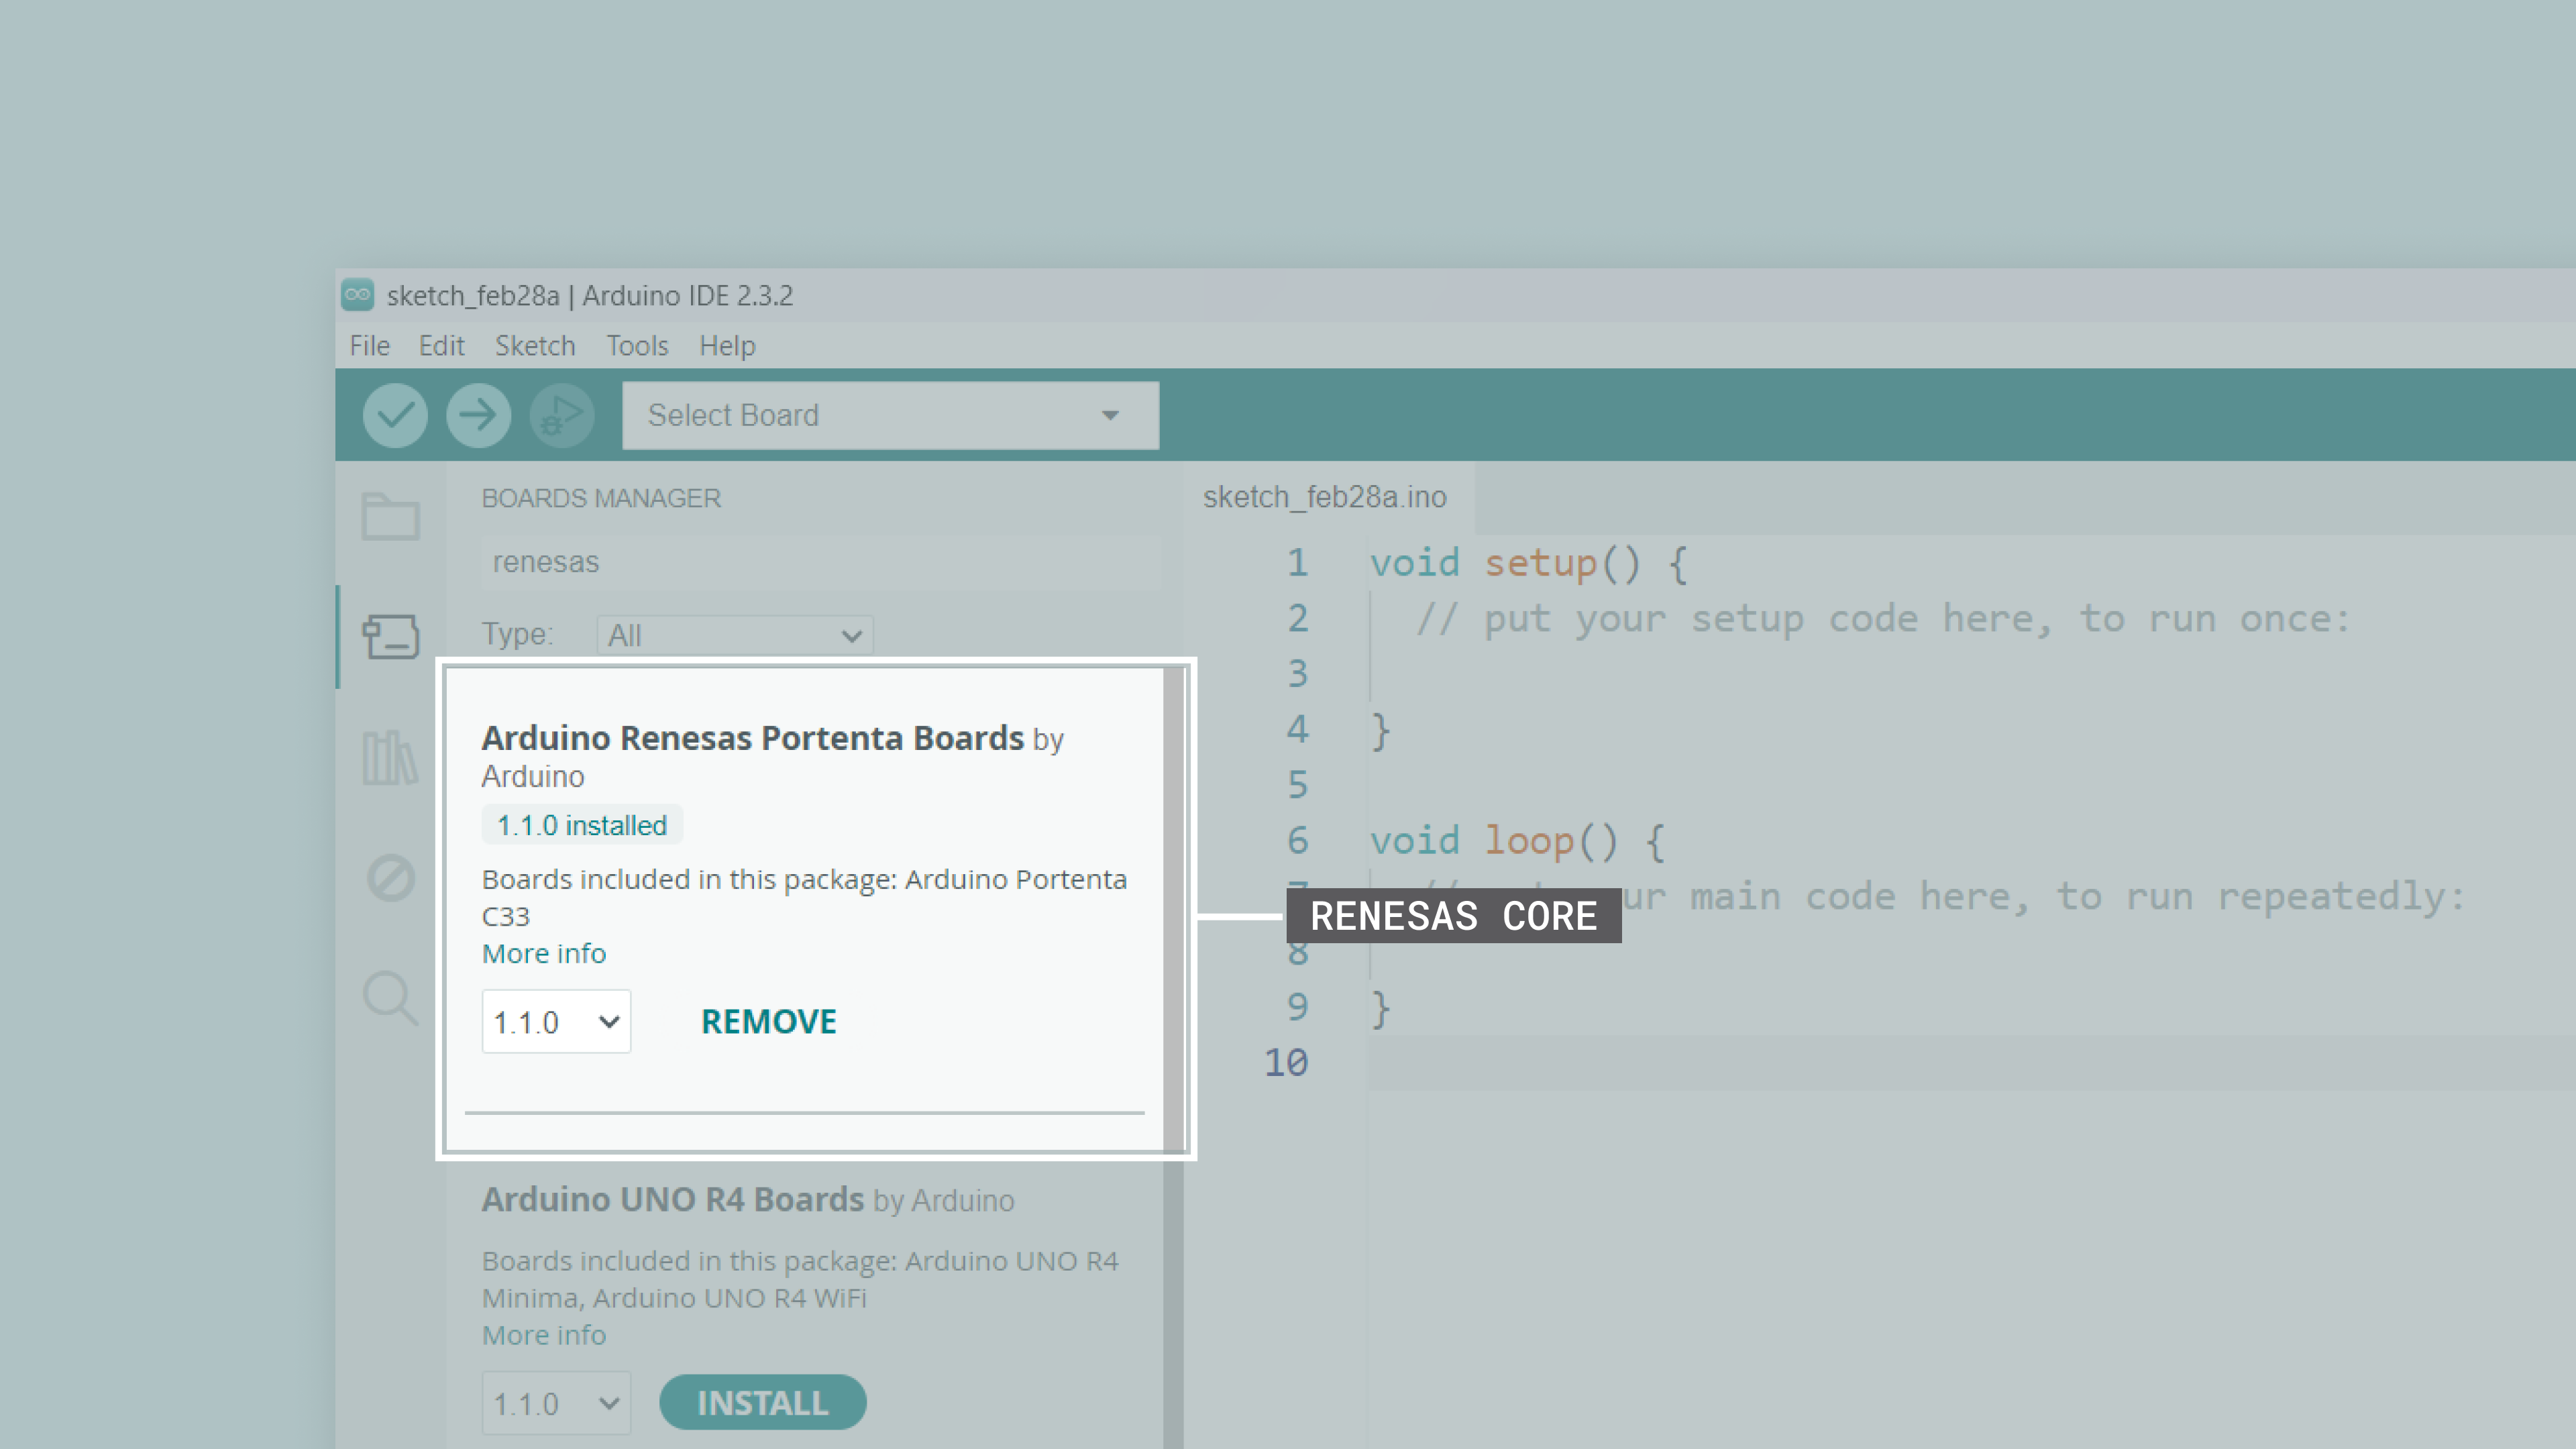 sketch_feb28a | Arduino IDE 2.3.2
File Edit Sketch Tools Help
Select Board
BOARDS MANAGER
renesas
Type: All
Arduino Renesas Portenta Boards by
Arduino
1.1.0 installed
Boards included in this package: Arduino Portenta
C33
More info
1.1.0 REMOVE
Arduino UNO R4 Boards by Arduino
Boards included in this package: Arduino UNO R4
Minima, Arduino UNO R4 WiFi
More info
1.1.0 INSTALL
sketch_feb28a.ino
1 void setup() {
2 // put your setup code here, to run once:
3
4 }
5
6 void loop() {
ur main code here, to run repeatedly:
RENESAS CORE
8
9 }
10